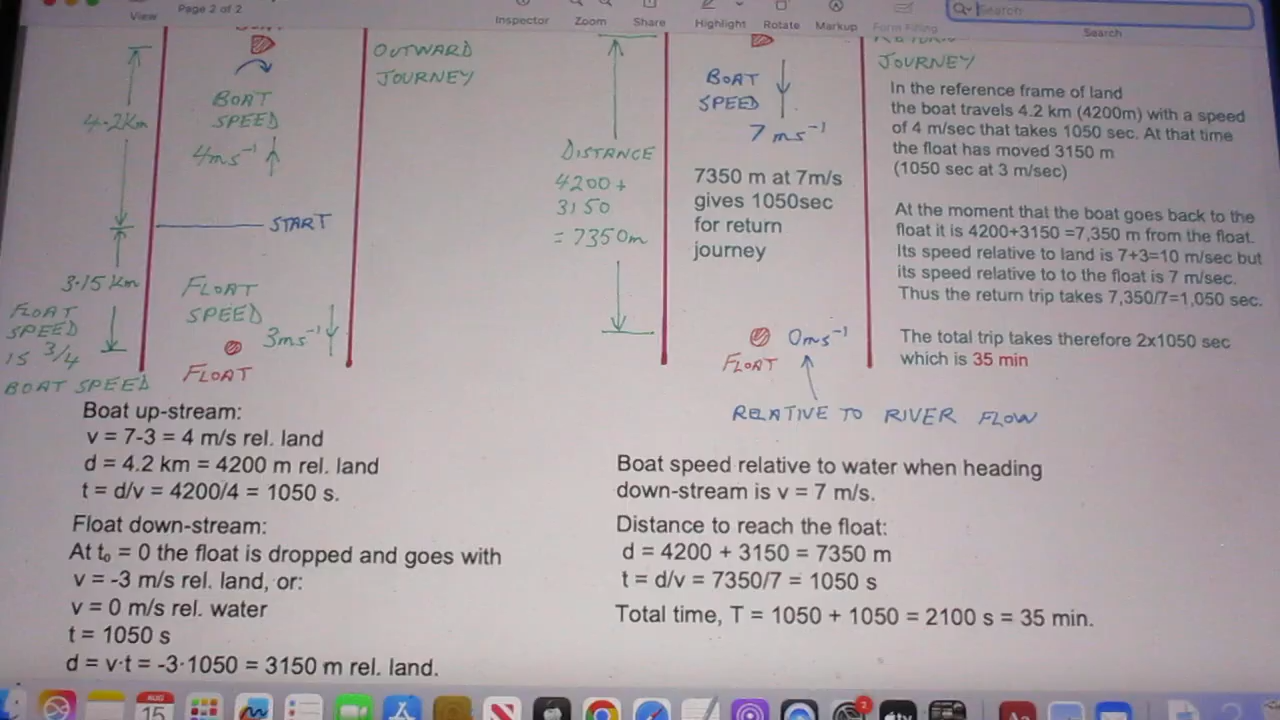 Page 2 of 2
View
Inspector
Zoom
Share
Highlight
Rotate
Markup
Form Filling
Search
Search
OUTWARD
JOURNEY
4.2Km
BOAT
SPEED
4ms⁻¹
START
3.15 Km
FLOAT
SPEED
IS 3/4
BOAT SPEED
FLOAT
SPEED
3ms⁻¹
FLOAT
BOAT
SPEED
7 ms⁻¹
DISTANCE
4200 +
3150
= 7350m
7350 m at 7m/s
gives 1050sec
for return
journey
FLOAT
0ms⁻¹
RELATIVE TO RIVER FLOW
JOURNEY
In the reference frame of land
the boat travels 4.2 km (4200m) with a speed
of 4 m/sec that takes 1050 sec. At that time
the float has moved 3150 m
(1050 sec at 3 m/sec)
At the moment that the boat goes back to the
float it is 4200+3150 =7,350 m from the float.
Its speed relative to land is 7+3=10 m/sec but
its speed relative to to the float is 7 m/sec.
Thus the return trip takes 7,350/7=1,050 sec.
The total trip takes therefore 2x1050 sec
which is 35 min
Boat up-stream:
v = 7-3 = 4 m/s rel. land
d = 4.2 km = 4200 m rel. land
t = d/v = 4200/4 = 1050 s.
Float down-stream:
At t₀ = 0 the float is dropped and goes with
v = -3 m/s rel. land, or:
v = 0 m/s rel. water
t = 1050 s
d = v·t = -3·1050 = 3150 m rel. land.
Boat speed relative to water when heading
down-stream is v = 7 m/s.
Distance to reach the float:
d = 4200 + 3150 = 7350 m
t = d/v = 7350/7 = 1050 s
Total time, T = 1050 + 1050 = 2100 s = 35 min.
AUG
15
2